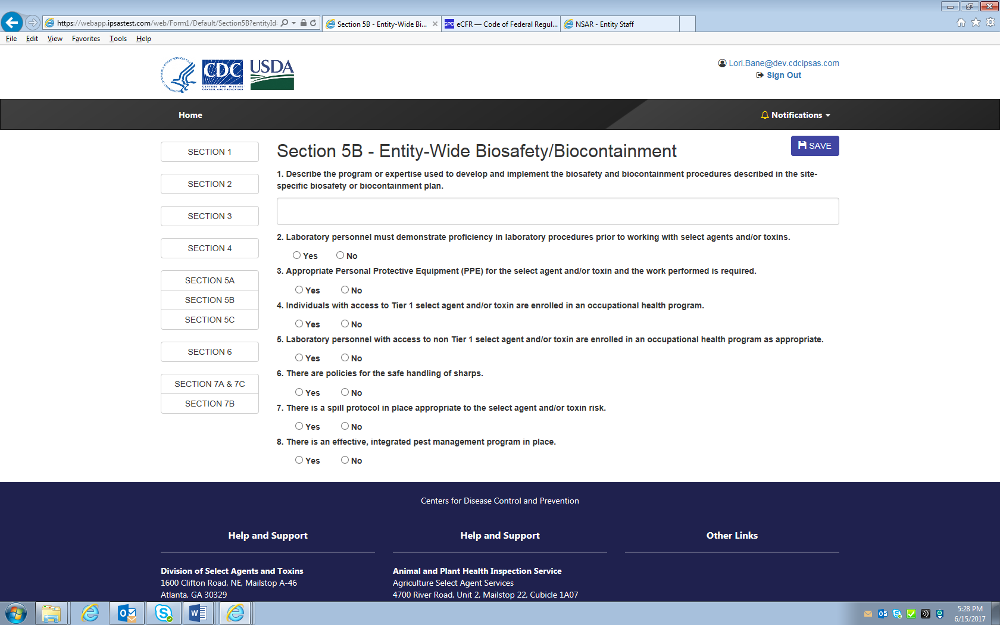 https://webapp.ipsastest.com/web/Form1/Default/Section5B?entityId:
Section 5B - Entity-Wide Bi...
GPO
eCFR — Code of Federal Regul...
NSAR - Entity Staff
File Edit View Favorites Tools Help
CDC
CENTERS FOR DISEASE
CONTROL AND PREVENTION
USDA
Lori.Bane@dev.cdcipsas.com
Sign Out
Home
Notifications
SECTION 1
SECTION 2
SECTION 3
SECTION 4
SECTION 5A
SECTION 5B
SECTION 5C
SECTION 6
SECTION 7A & 7C
SECTION 7B
Section 5B - Entity-Wide Biosafety/Biocontainment
SAVE
1. Describe the program or expertise used to develop and implement the biosafety and biocontainment procedures described in the site-
specific biosafety or biocontainment plan.
2. Laboratory personnel must demonstrate proficiency in laboratory procedures prior to working with select agents and/or toxins.
Yes No
3. Appropriate Personal Protective Equipment (PPE) for the select agent and/or toxin and the work performed is required.
Yes No
4. Individuals with access to Tier 1 select agent and/or toxin are enrolled in an occupational health program.
Yes No
5. Laboratory personnel with access to non Tier 1 select agent and/or toxin are enrolled in an occupational health program as appropriate.
Yes No
6. There are policies for the safe handling of sharps.
Yes No
7. There is a spill protocol in place appropriate to the select agent and/or toxin risk.
Yes No
8. There is an effective, integrated pest management program in place.
Yes No
Centers for Disease Control and Prevention
Help and Support
Division of Select Agents and Toxins
1600 Clifton Road, NE, Mailstop A-46
Atlanta, GA 30329
Help and Support
Animal and Plant Health Inspection Service
Agriculture Select Agent Services
4700 River Road, Unit 2, Mailstop 22, Cubicle 1A07
Other Links
5:28 PM
6/15/2017